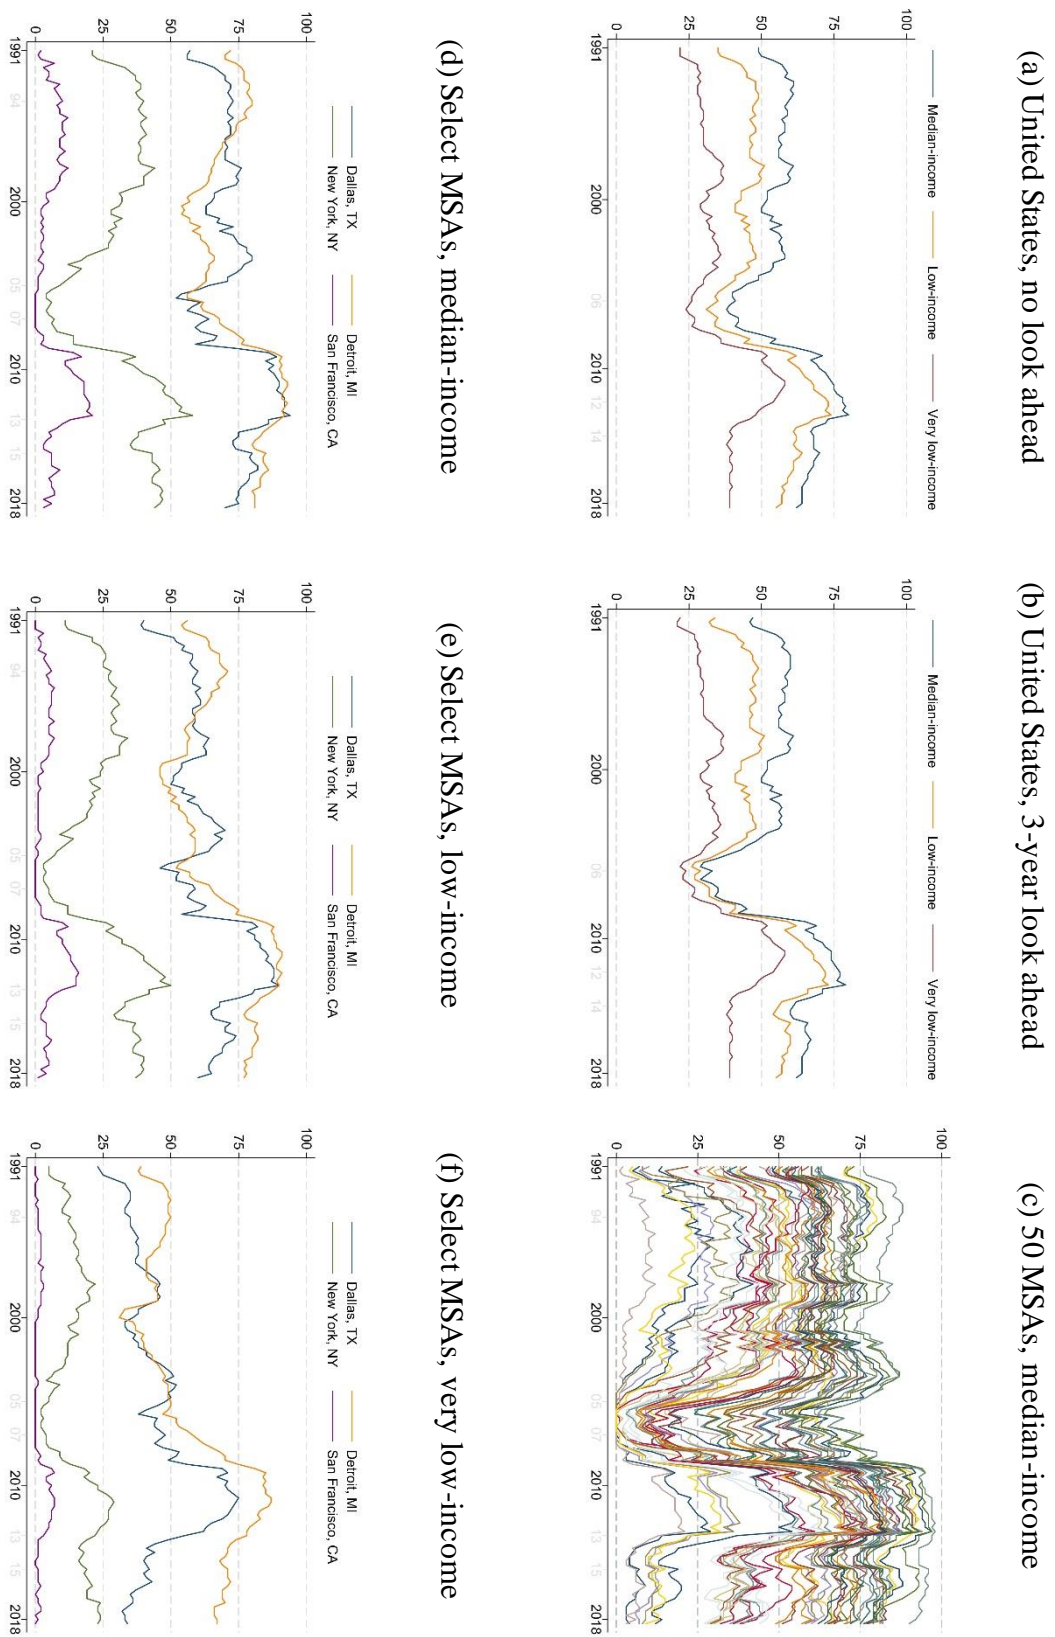 (a) United States, no look ahead
Median-income Low-income Very low-income
100
75
50
25
0
1991 2000 06 2010 12 14 2018
(b) United States, 3-year look ahead
Median-income Low-income Very low-income
100
75
50
25
0
1991 2000 06 2010 12 14 2018
(c) 50 MSAs, median-income
100
75
50
25
0
1991 94 2000 05 07 2010 13 15 2018
(d) Select MSAs, median-income
Dallas, TX Detroit, MI
New York, NY San Francisco, CA
100
75
50
25
0
1991 94 2000 05 07 2010 13 15 2018
(e) Select MSAs, low-income
Dallas, TX Detroit, MI
New York, NY San Francisco, CA
100
75
50
25
0
1991 94 2000 05 07 2010 13 15 2018
(f) Select MSAs, very low-income
Dallas, TX Detroit, MI
New York, NY San Francisco, CA
100
75
50
25
0
1991 94 2000 05 07 2010 13 15 2018